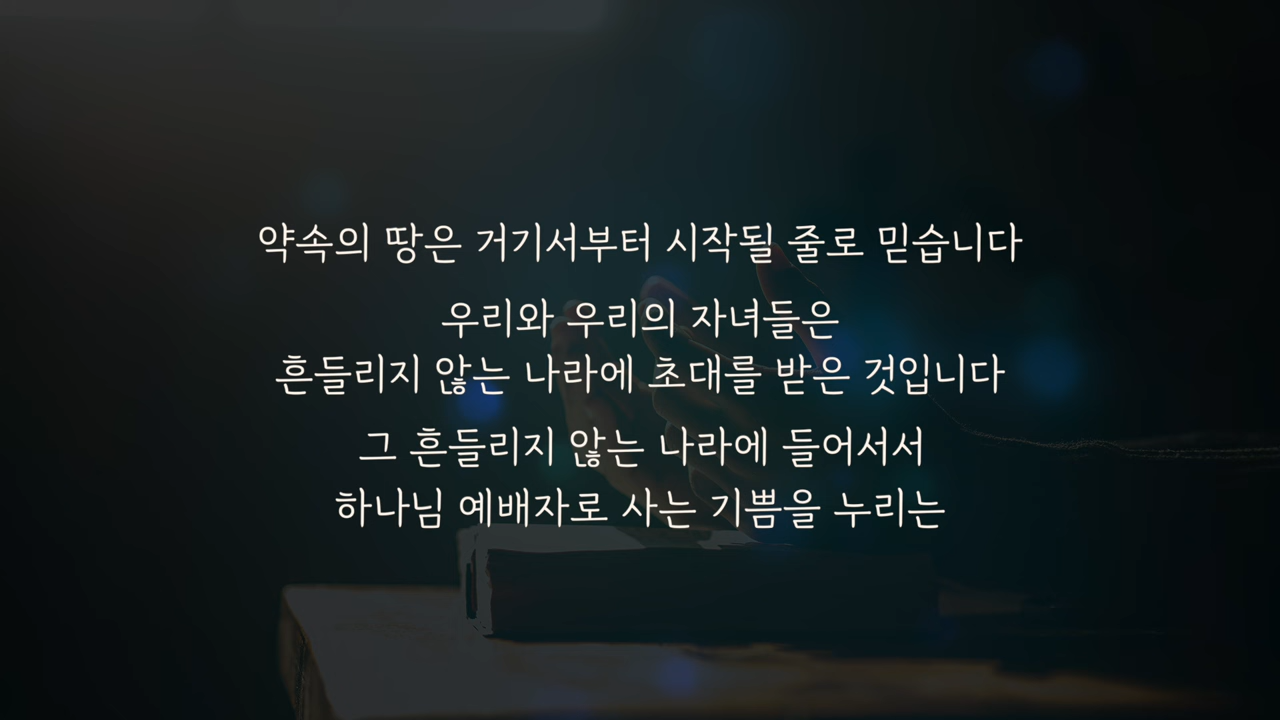 약속의 땅은 거기서부터 시작될 줄로 믿습니다
우리와 우리의 자녀들은
흔들리지 않는 나라에 초대를 받은 것입니다
그 흔들리지 않는 나라에 들어서서
하나님 예배자로 사는 기쁨을 누리는